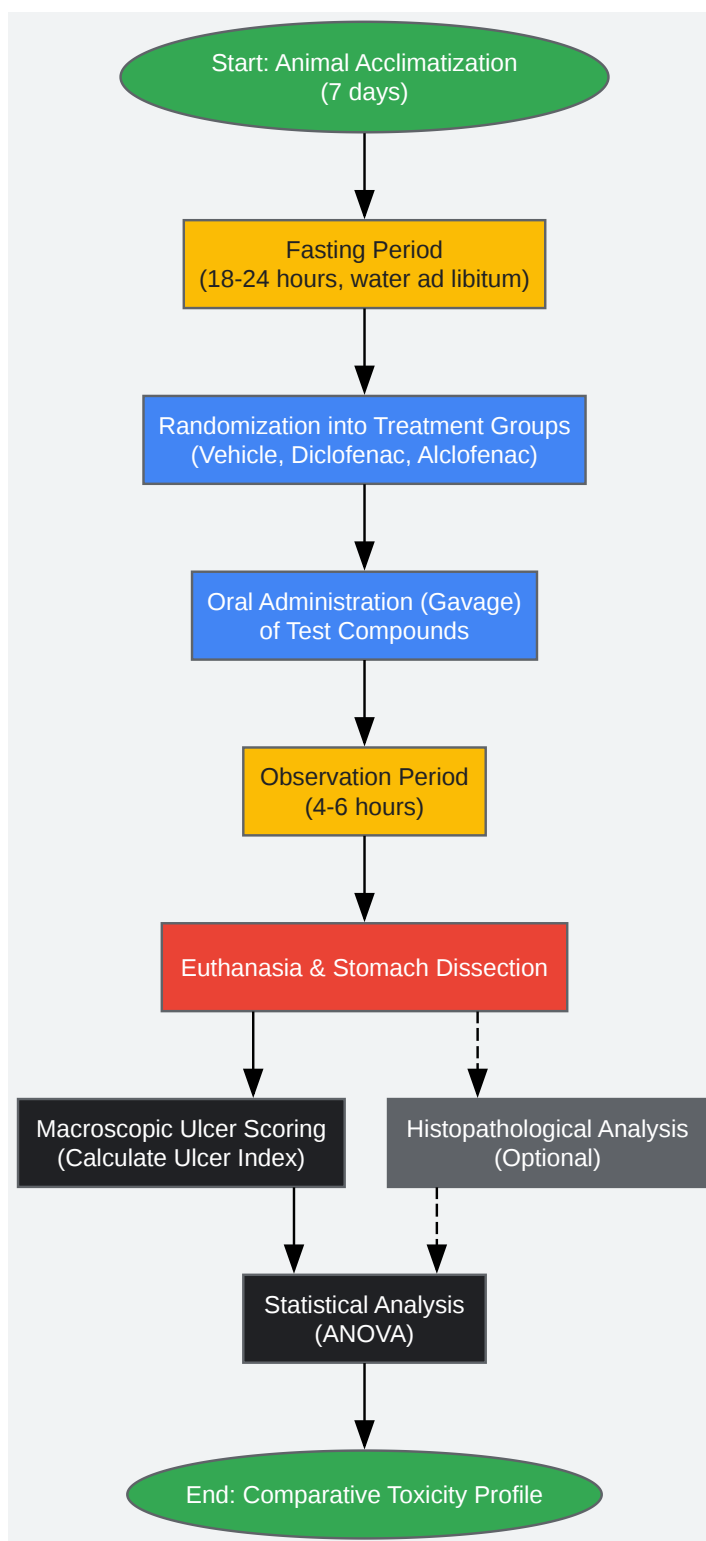 Start: Animal Acclimatization
(7 days)
Fasting Period
(18-24 hours, water ad libitum)
Randomization into Treatment Groups
(Vehicle, Diclofenac, Alclofenac)
Oral Administration (Gavage)
of Test Compounds
Observation Period
(4-6 hours)
Euthanasia & Stomach Dissection
Macroscopic Ulcer Scoring
(Calculate Ulcer Index)
Histopathological Analysis
(Optional)
Statistical Analysis
(ANOVA)
End: Comparative Toxicity Profile